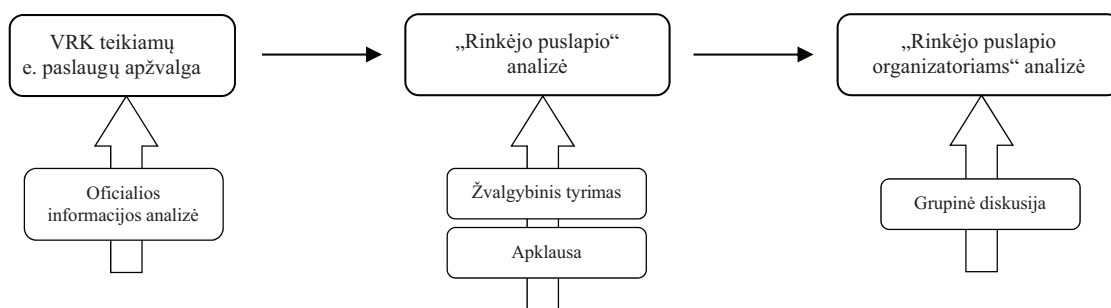 VRK teikiamų
e. paslaugų apžvalga
„Rinkėjo puslapio“
analizė
„Rinkėjo puslapio
organizatoriams“ analizė
Oficialios
informacijos analizė
Žvalgybinis tyrimas
Apklausa
Grupinė diskusija